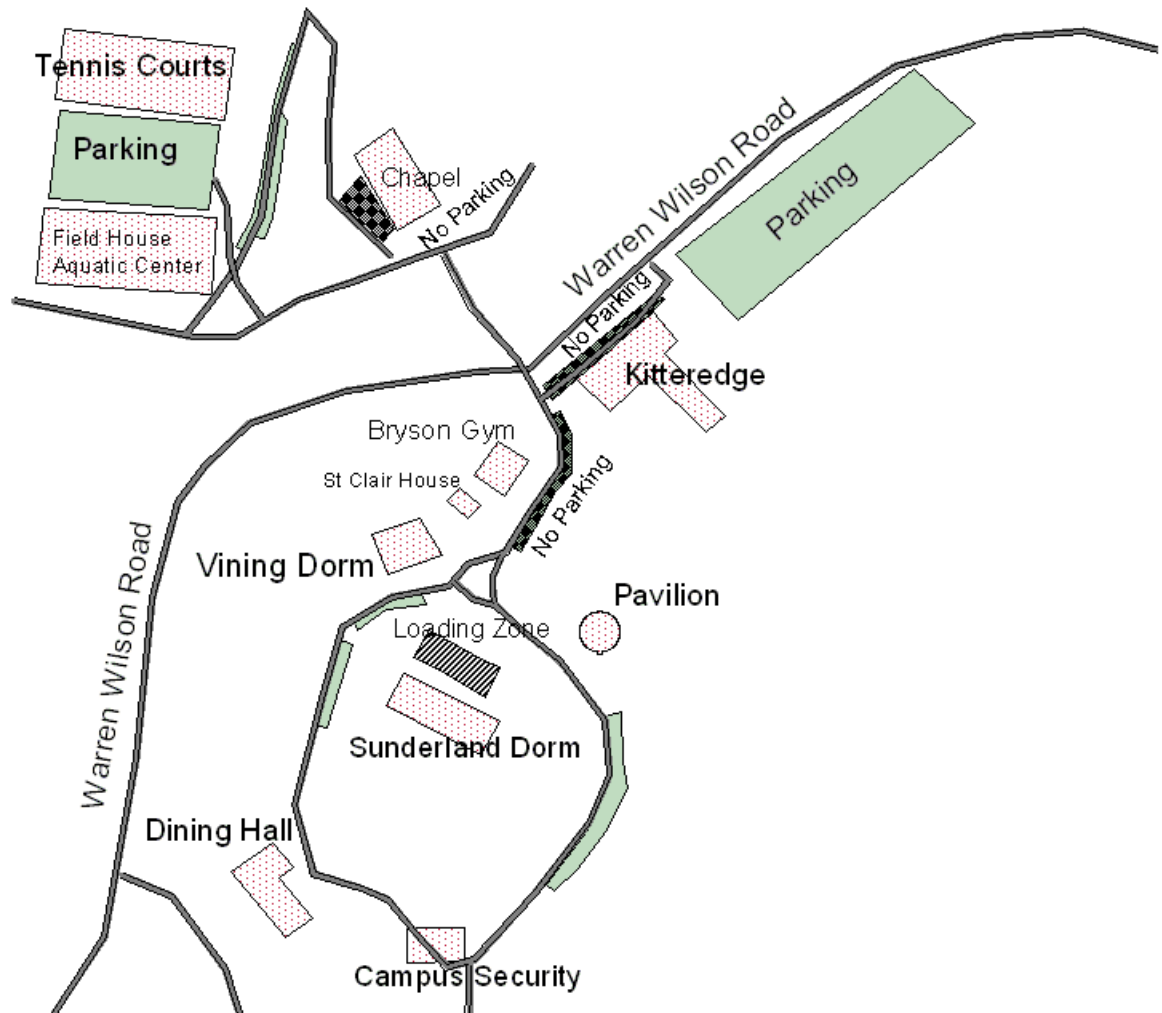 Tennis Courts
Parking
Field House
Aquatic Center
Chapel
No Parking
Warren Wilson Road
Parking
No Parking
Kitteredge
Bryson Gym
St Clair House
No Parking
Vining Dorm
Pavilion
Loading Zone
Warren Wilson Road
Sunderland Dorm
Dining Hall
Campus Security